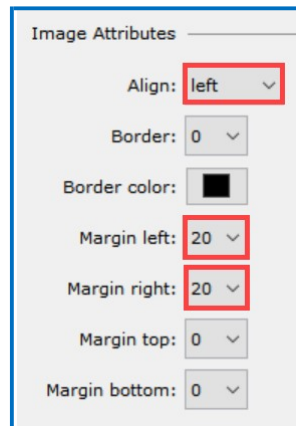 Image Attributes
Align: left
Border: 0
Border color:
Margin left: 20
Margin right: 20
Margin top: 0
Margin bottom: 0